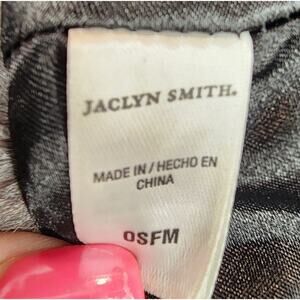 JACLYN SMITH.
MADE IN / HECHO EN
CHINA
OSFM